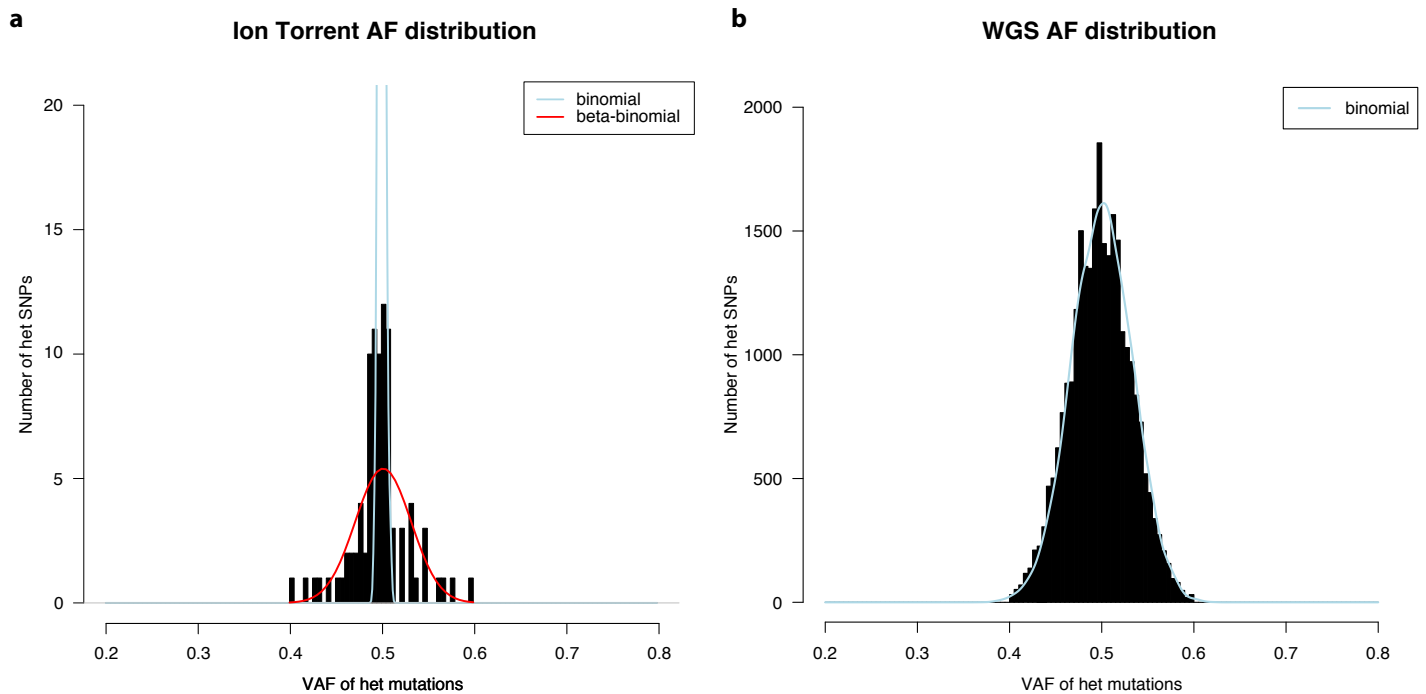 a
Ion Torrent AF distribution
binomial
beta-binomial
Number of het SNPs
20
15
10
5
0
0.2 0.3 0.4 0.5 0.6 0.7 0.8
VAF of het mutations
b
WGS AF distribution
binomial
Number of het SNPs
2000
1500
1000
500
0
0.2 0.3 0.4 0.5 0.6 0.7 0.8
VAF of het mutations